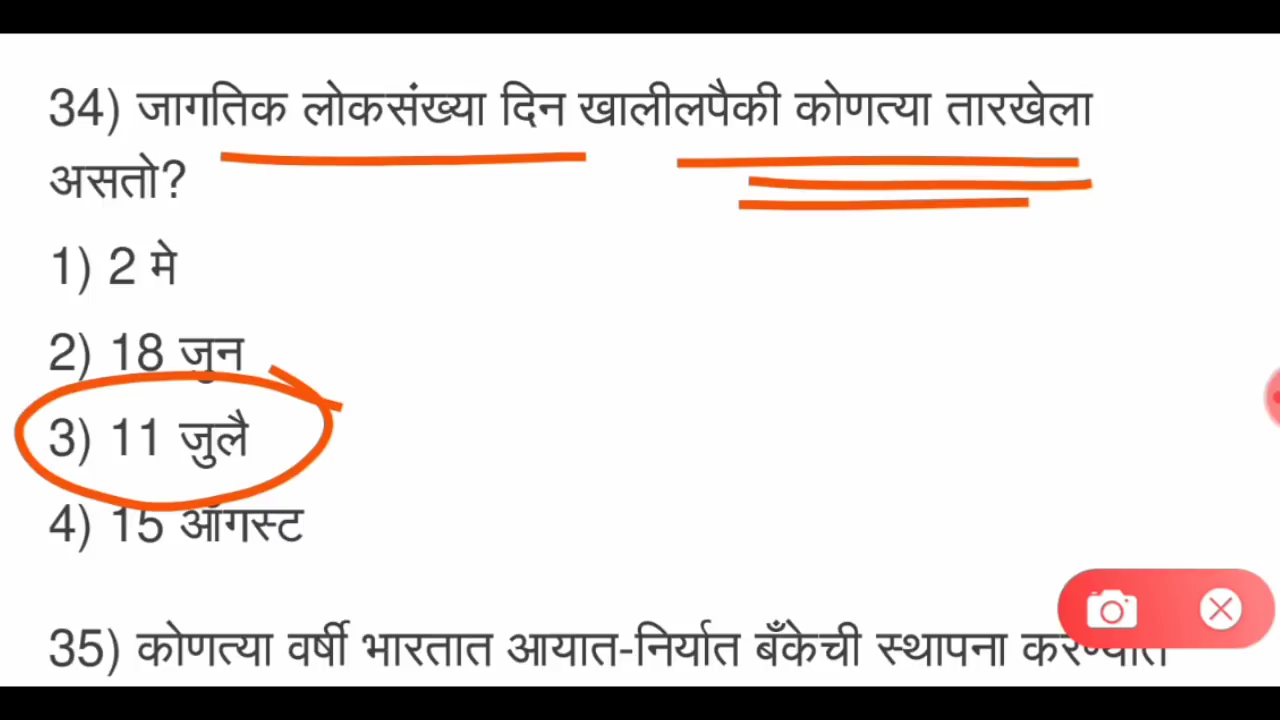 34) जागतिक लोकसंख्या दिन खालीलपैकी कोणत्या तारखेला
असतो?
1) 2 मे
2) 18 जुन
3) 11 जुलै
4) 15 ऑगस्ट
35) कोणत्या वर्षी भारतात आयात-निर्यात बँकेची स्थापना करण्यात